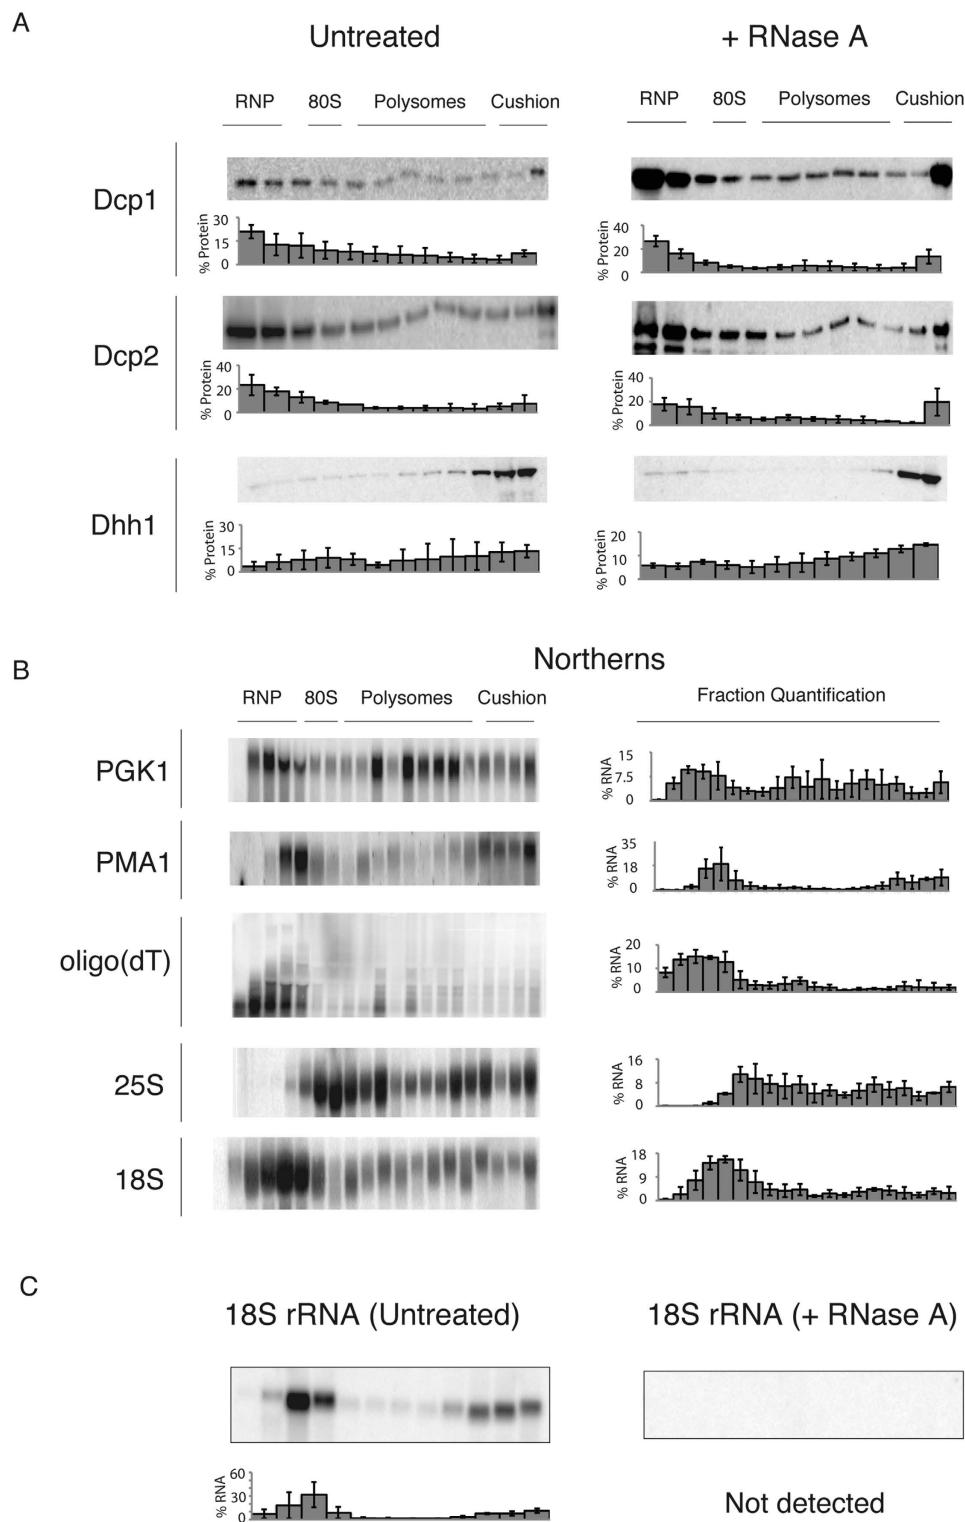 A
Untreated
+ RNase A
RNP 80S Polysomes Cushion
RNP 80S Polysomes Cushion
Dcp1
% Protein
30
15
0
% Protein
40
20
0
Dcp2
% Protein
40
20
0
% Protein
40
20
0
Dhh1
% Protein
30
15
0
% Protein
20
10
0
B
Northerns
RNP 80S Polysomes Cushion
Fraction Quantification
PGK1
% RNA
15
7.5
0
PMA1
% RNA
35
18
0
oligo(dT)
% RNA
20
10
0
25S
% RNA
16
8
0
18S
% RNA
18
9
0
C
18S rRNA (Untreated)
18S rRNA (+ RNase A)
% RNA
60
30
0
Not detected